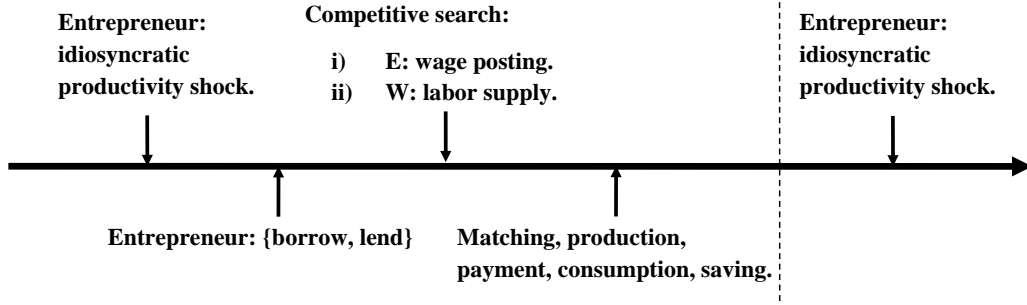 Entrepreneur:
idiosyncratic
productivity shock.
Competitive search:
i) E: wage posting.
ii) W: labor supply.
Entrepreneur:
idiosyncratic
productivity shock.
Entrepreneur: {borrow, lend}
Matching, production,
payment, consumption, saving.